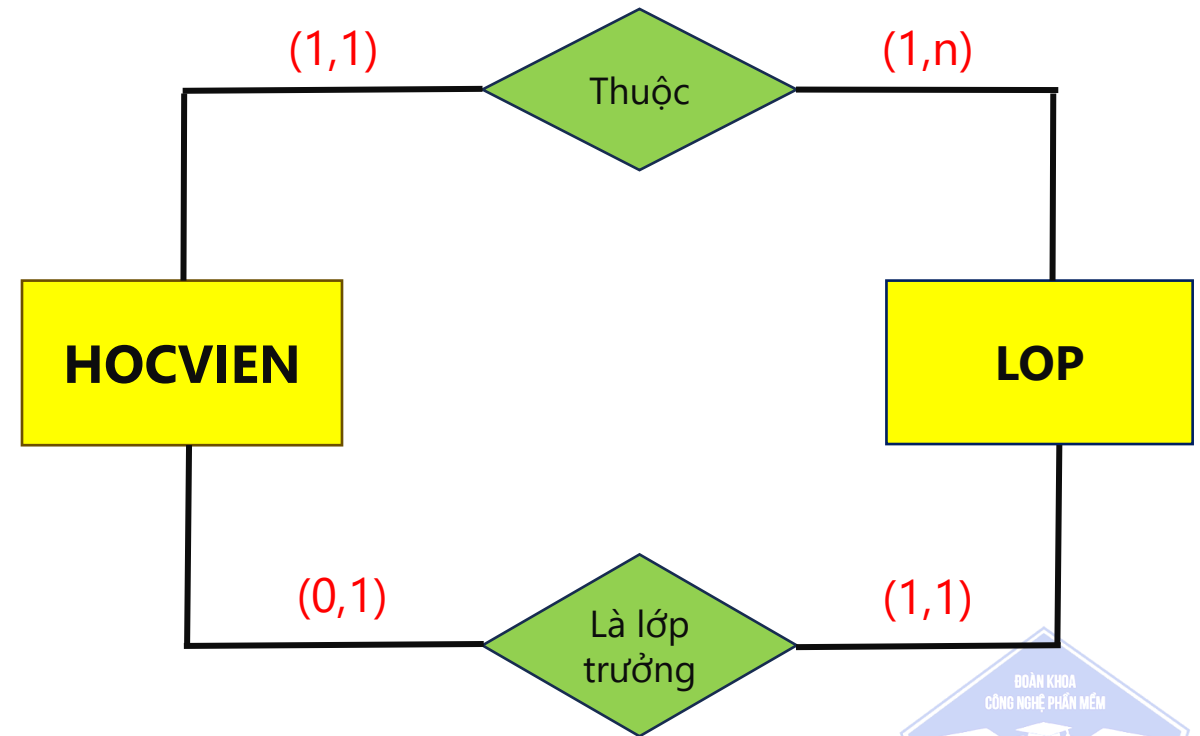 (1,1)
(1,n)
Thuộc
HOCVIEN
LOP
(0,1)
(1,1)
Là lớp
trưởng
ĐOÀN KHOA
CÔNG NGHỆ PHẦN MỀM